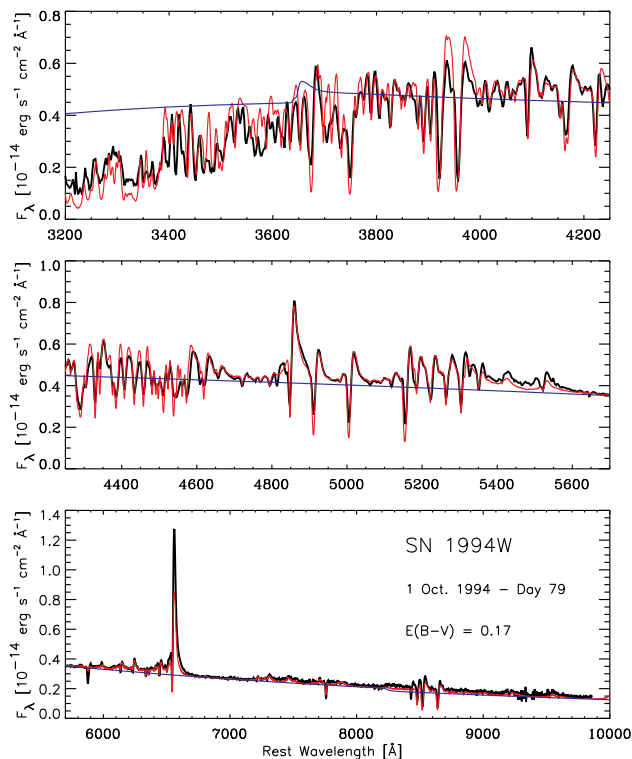 0.8
0.6
0.4
0.2
0.0
F λ [10⁻¹⁴ erg s⁻¹ cm⁻² Å⁻¹]
3200 3400 3600 3800 4000 4200
1.0
0.8
0.6
0.4
0.2
0.0
F λ [10⁻¹⁴ erg s⁻¹ cm⁻² Å⁻¹]
4400 4600 4800 5000 5200 5400 5600
1.4
1.2
1.0
0.8
0.6
0.4
0.2
0.0
F λ [10⁻¹⁴ erg s⁻¹ cm⁻² Å⁻¹]
SN 1994W
1 Oct. 1994 – Day 79
E(B–V) = 0.17
6000 7000 8000 9000 10000
Rest Wavelength [Å]